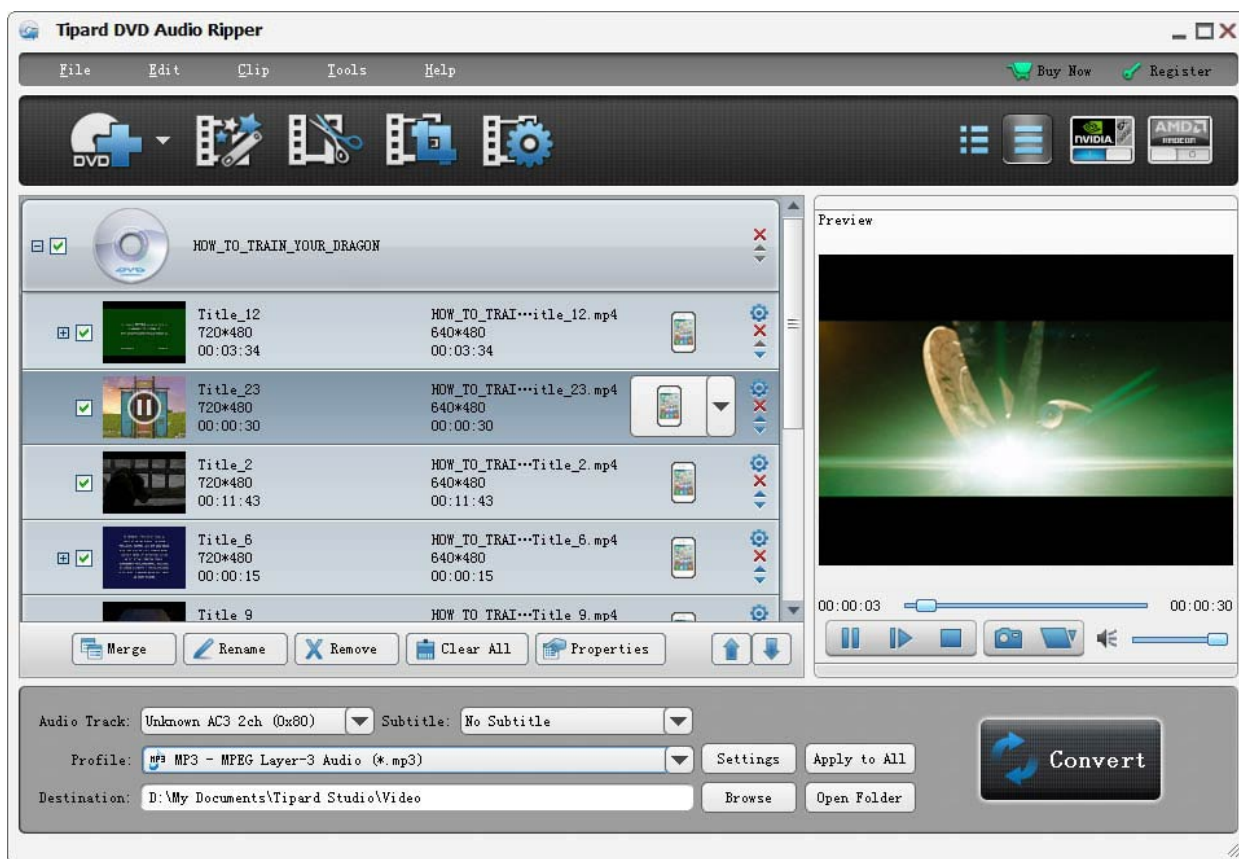 Tipard DVD Audio Ripper
File Edit Clip Tools Help Buy Now Register
DVD NVIDIA AMD
HOW_TO_TRAIN_YOUR_DRAGON
DVD
Title_12 HOW_TO_TRAI···itle_12.mp4
720*480 640*480
00:03:34 00:03:34
Title_23 HOW_TO_TRAI···itle_23.mp4
720*480 640*480
00:00:30 00:00:30
Title_2 HOW_TO_TRAI···Title_2.mp4
720*480 640*480
00:11:43 00:11:43
Title_6 HOW_TO_TRAI···Title_6.mp4
720*480 640*480
00:00:15 00:00:15
Title 9 HOW TO TRAI···Title 9.mp4
Merge Rename Remove Clear All Properties
Preview
00:00:03 00:00:30
Audio Track: Unknown AC3 2ch (0x80) Subtitle: No Subtitle
Profile: MP3 MP3 - MPEG Layer-3 Audio (*.mp3) Settings Apply to All
Destination: D:\My Documents\Tipard Studio\Video Browse Open Folder
Convert